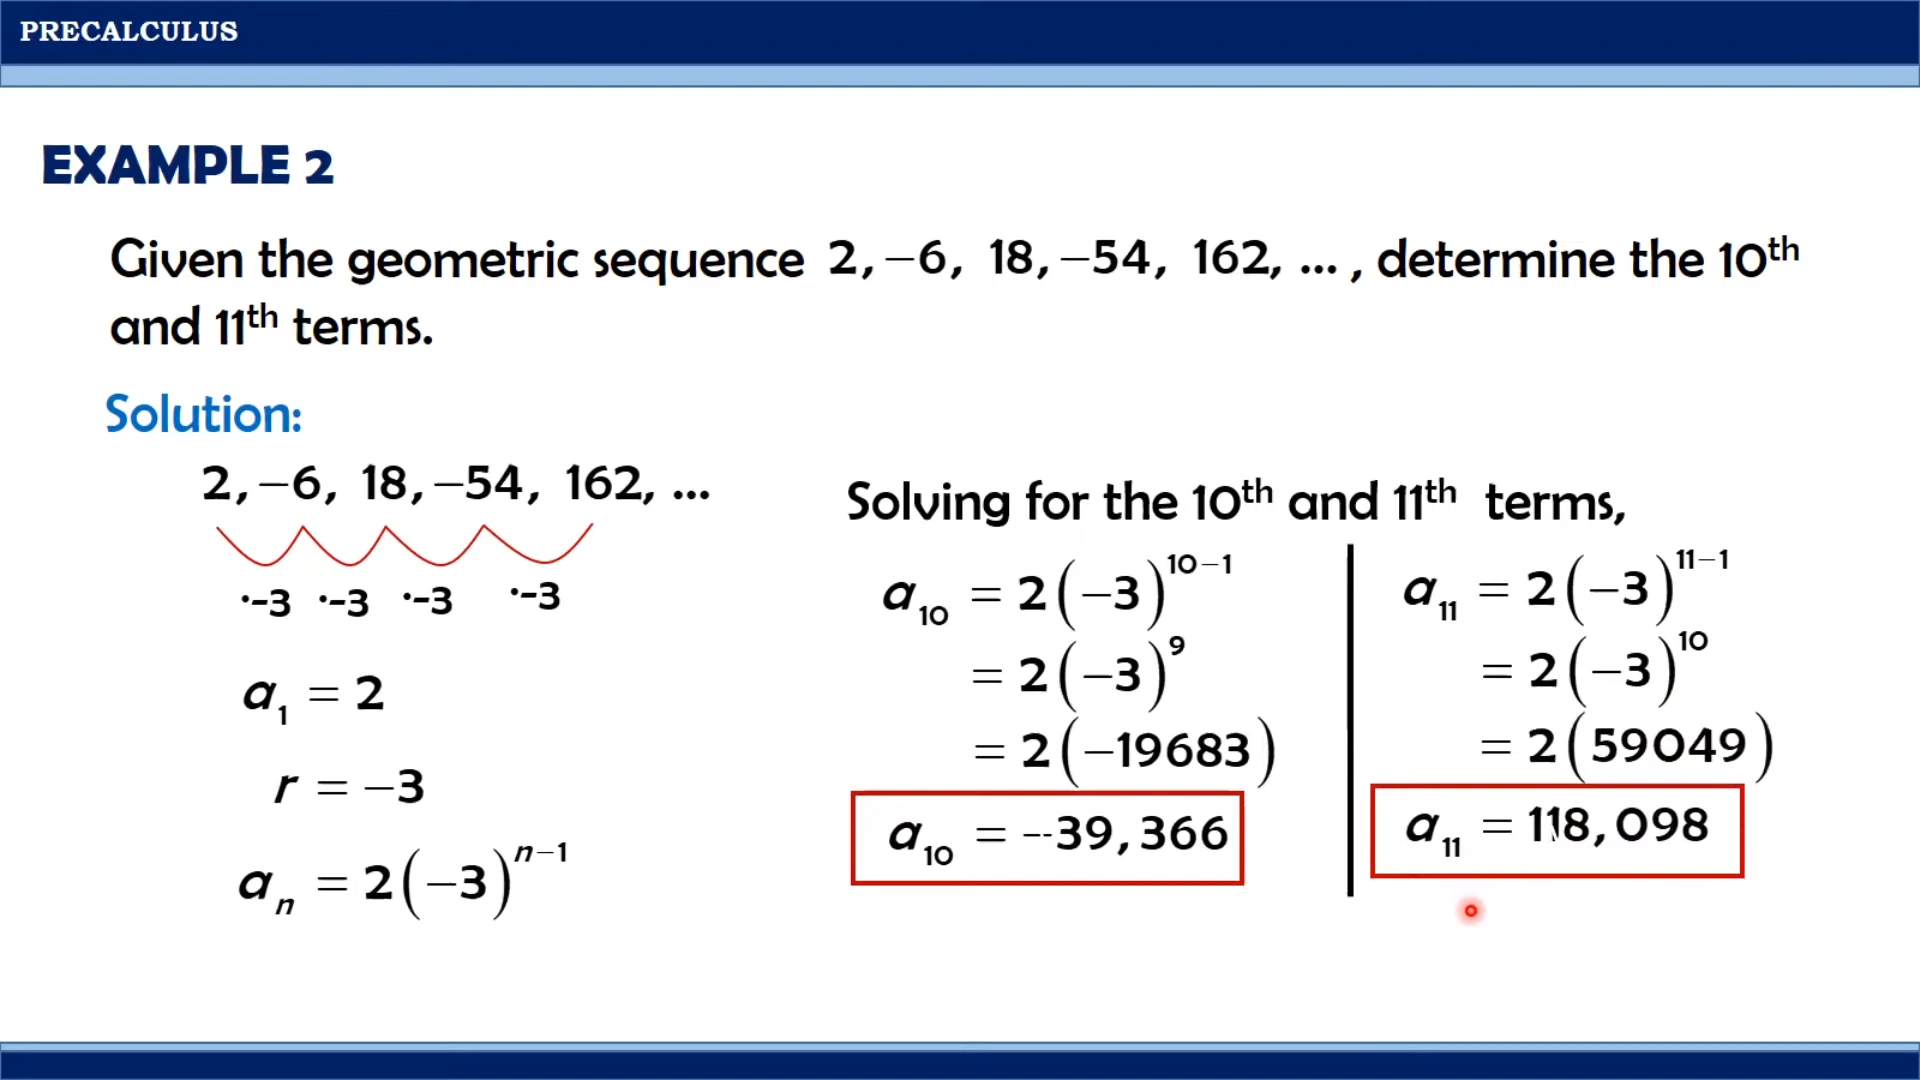 PRECALCULUS
EXAMPLE 2
Given the geometric sequence 2, −6, 18, −54, 162, ... , determine the 10th
and 11th terms.
Solution:
2, −6, 18, −54, 162, ...
·-3 ·-3 ·-3 ·-3
a₁ = 2
r = −3
aₙ = 2(−3)ⁿ⁻¹
Solving for the 10th and 11th terms,
a₁₀ = 2(−3)¹⁰⁻¹
= 2(−3)⁹
= 2(−19683)
a₁₀ = −-39,366
a₁₁ = 2(−3)¹¹⁻¹
= 2(−3)¹⁰
= 2(59049)
a₁₁ = 118,098